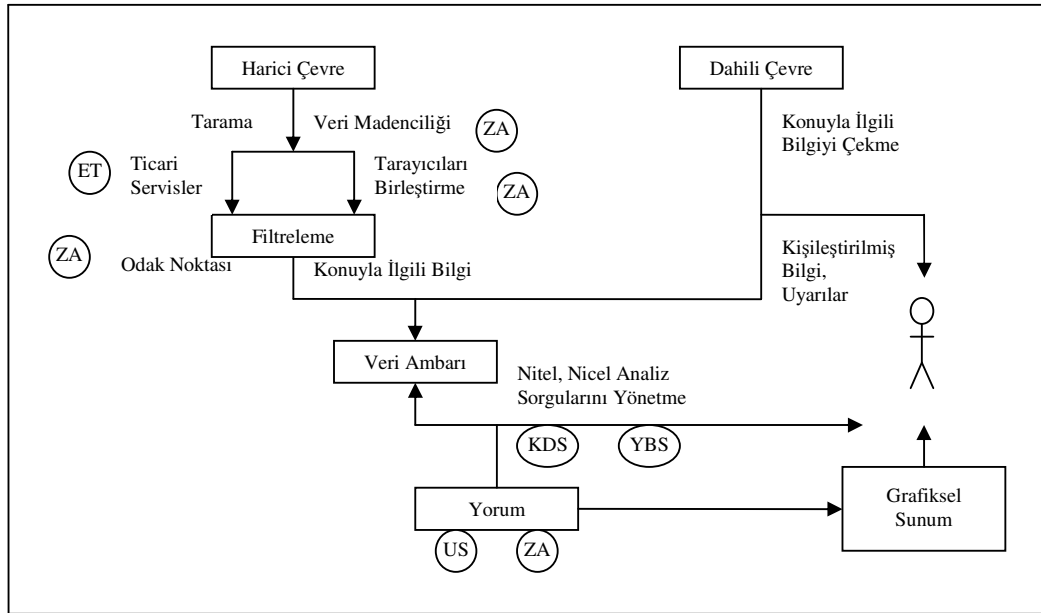 Harici Çevre
Dahili Çevre
Tarama
Veri Madenciliği
ZA
Konuyla İlgili
Bilgiyi Çekme
ET
Ticari
Servisler
Tarayıcıları
Birleştirme
ZA
Filtreleme
ZA
Odak Noktası
Konuyla İlgili Bilgi
Kişileştirilmiş
Bilgi,
Uyarılar
Veri Ambarı
Nitel, Nicel Analiz
Sorgularını Yönetme
KDS
YBS
Yorum
US
ZA
Grafiksel
Sunum